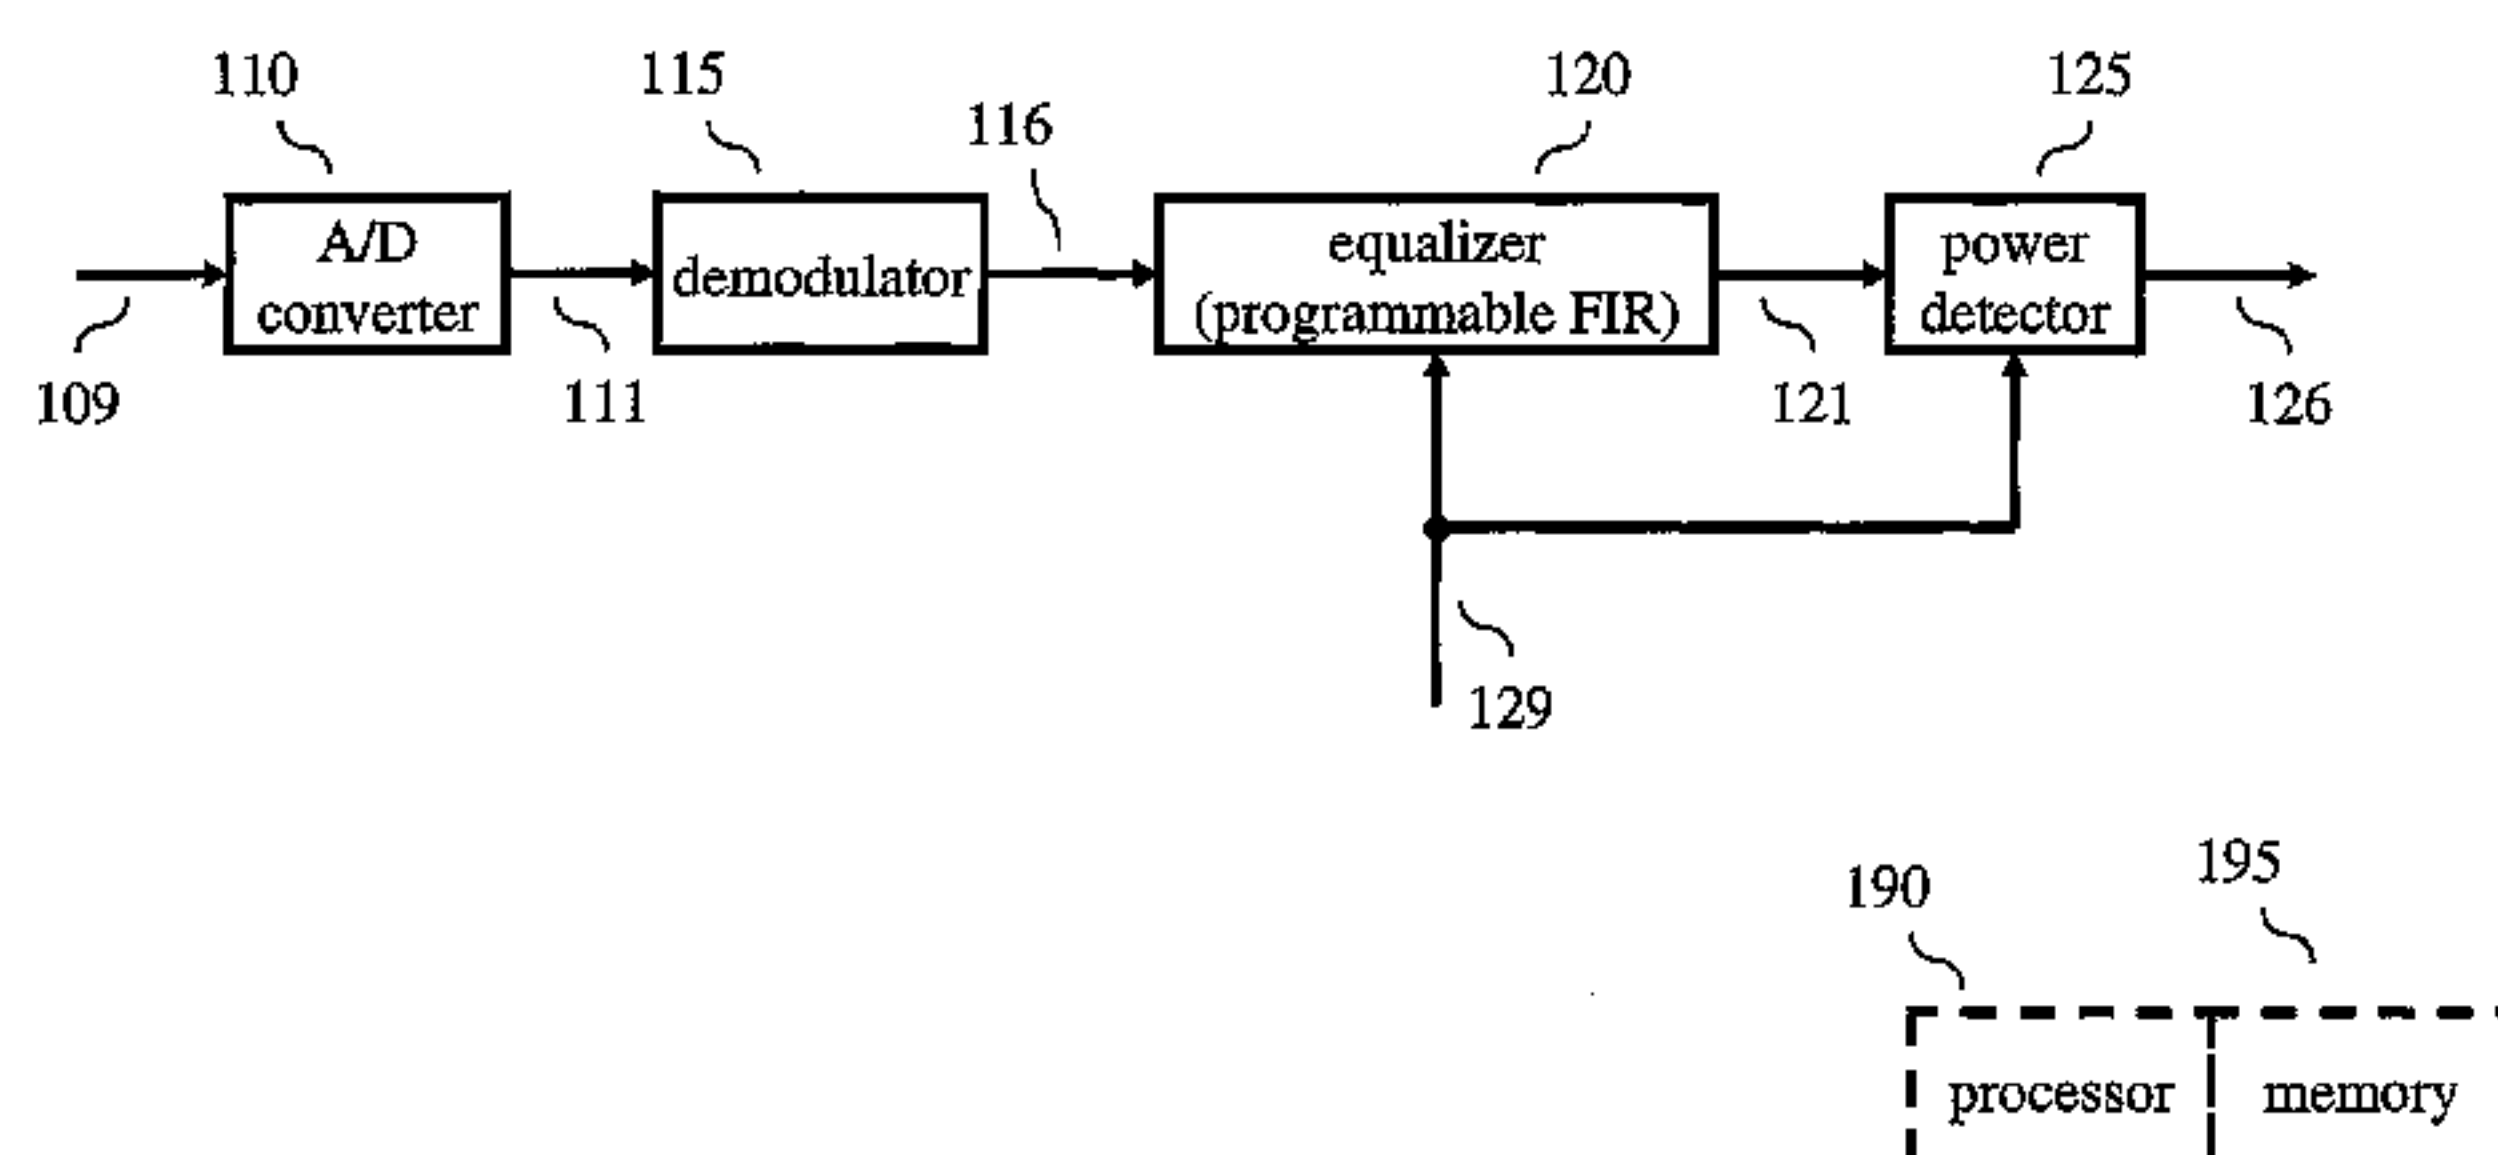 110
115
116
120
125
A/D
converter
demodulator
equalizer
(programmable FIR)
power
detector
109
111
121
126
129
190
195
processor
memory